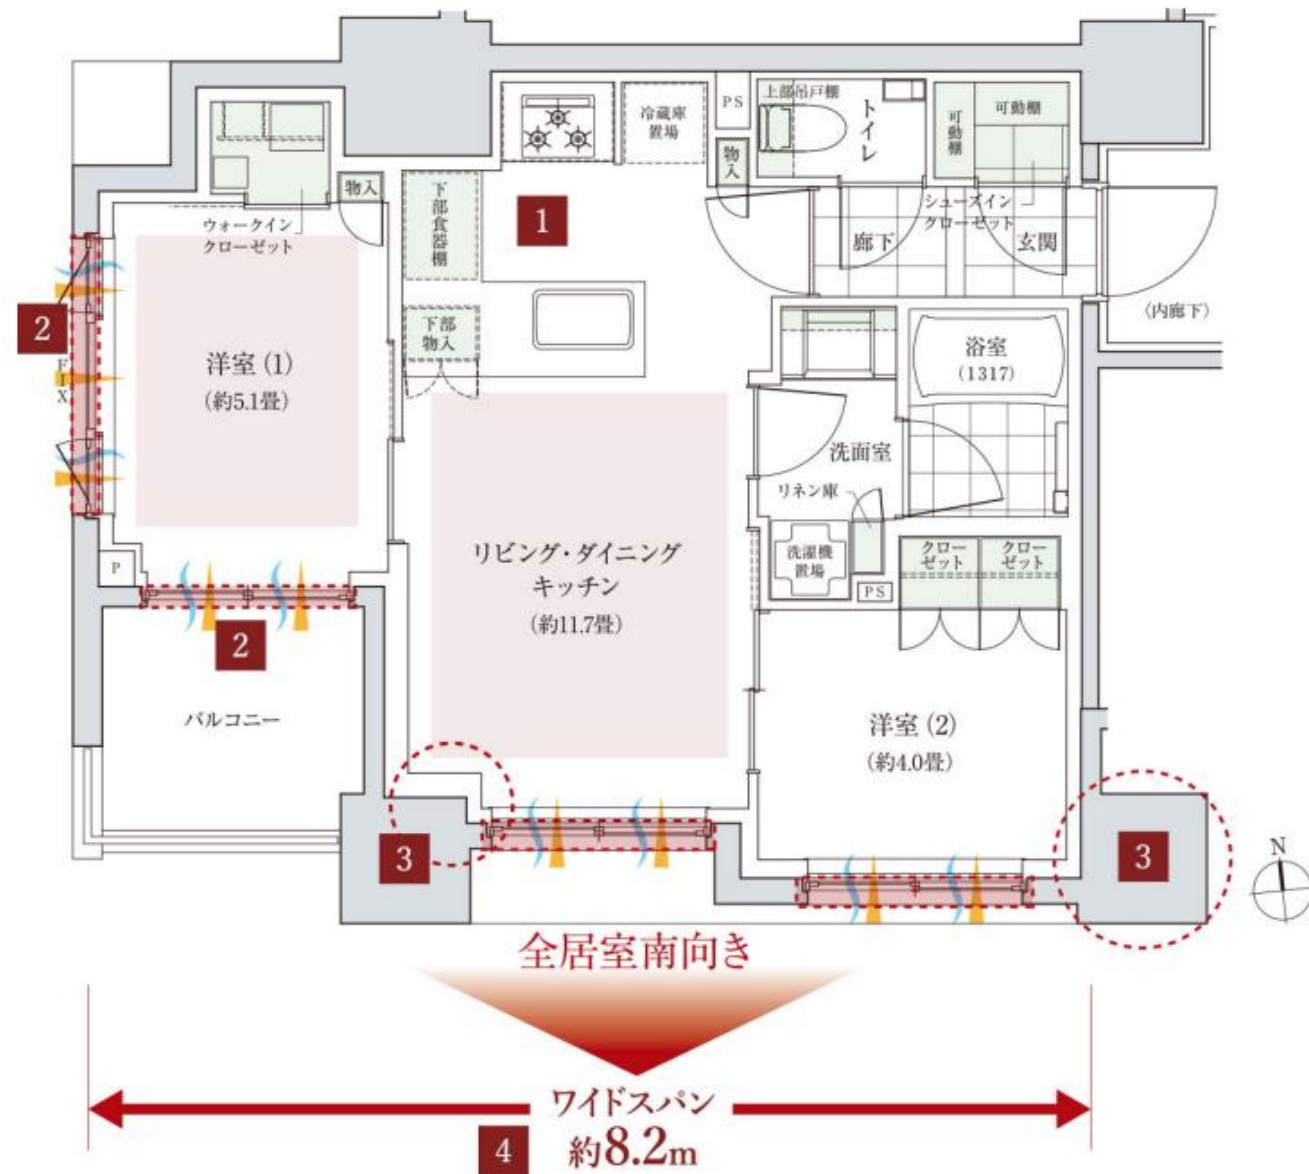 上部吊戸棚
トイレ
可動棚
可動棚
PS
冷蔵庫
置場
物入
物入
下部食器棚
1
ウォークイン
クローゼット
シューズイン
クローゼット
廊下
玄関
(内廊下)
2
FIX
洋室(1)
(約5.1畳)
下部
物入
浴室
(1317)
洗面室
リネン庫
洗濯機
置場
PS
クロー
ゼット
クロー
ゼット
リビング・ダイニング
キッチン
(約11.7畳)
P
2
バルコニー
洋室(2)
(約4.0畳)
3
3
N
全居室南向き
ワイドスパン
約8.2m
4